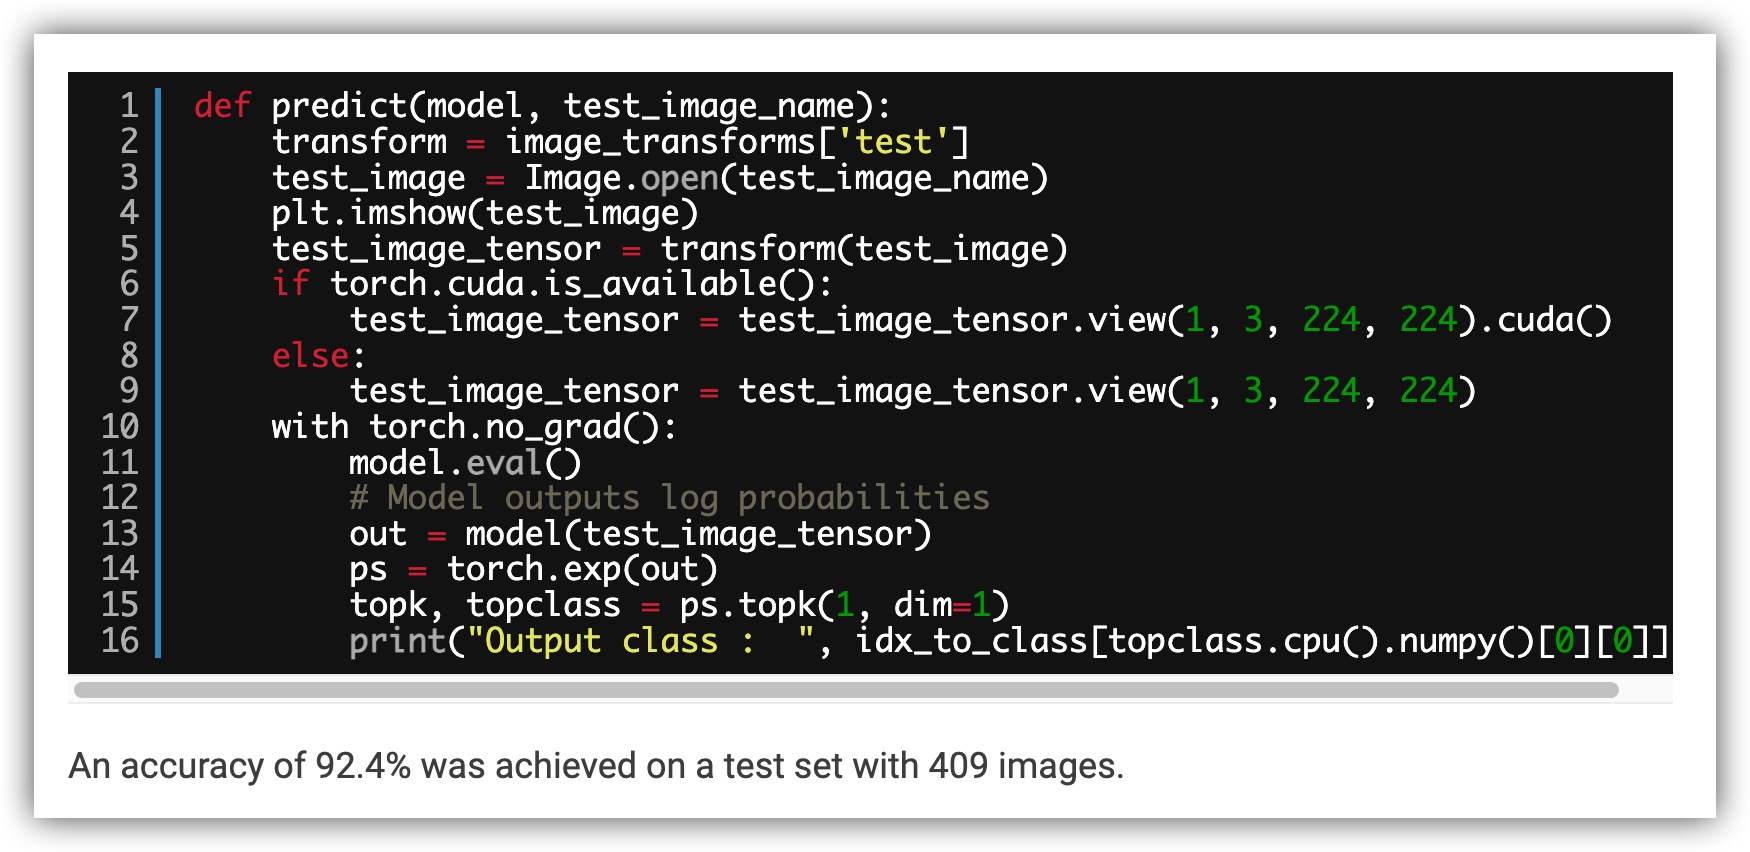 1 def predict(model, test_image_name):
2     transform = image_transforms['test']
3     test_image = Image.open(test_image_name)
4     plt.imshow(test_image)
5     test_image_tensor = transform(test_image)
6     if torch.cuda.is_available():
7         test_image_tensor = test_image_tensor.view(1, 3, 224, 224).cuda()
8     else:
9         test_image_tensor = test_image_tensor.view(1, 3, 224, 224)
10     with torch.no_grad():
11         model.eval()
12         # Model outputs log probabilities
13         out = model(test_image_tensor)
14         ps = torch.exp(out)
15         topk, topclass = ps.topk(1, dim=1)
16         print("Output class :  ", idx_to_class[topclass.cpu().numpy()[0][0]]
An accuracy of 92.4% was achieved on a test set with 409 images.